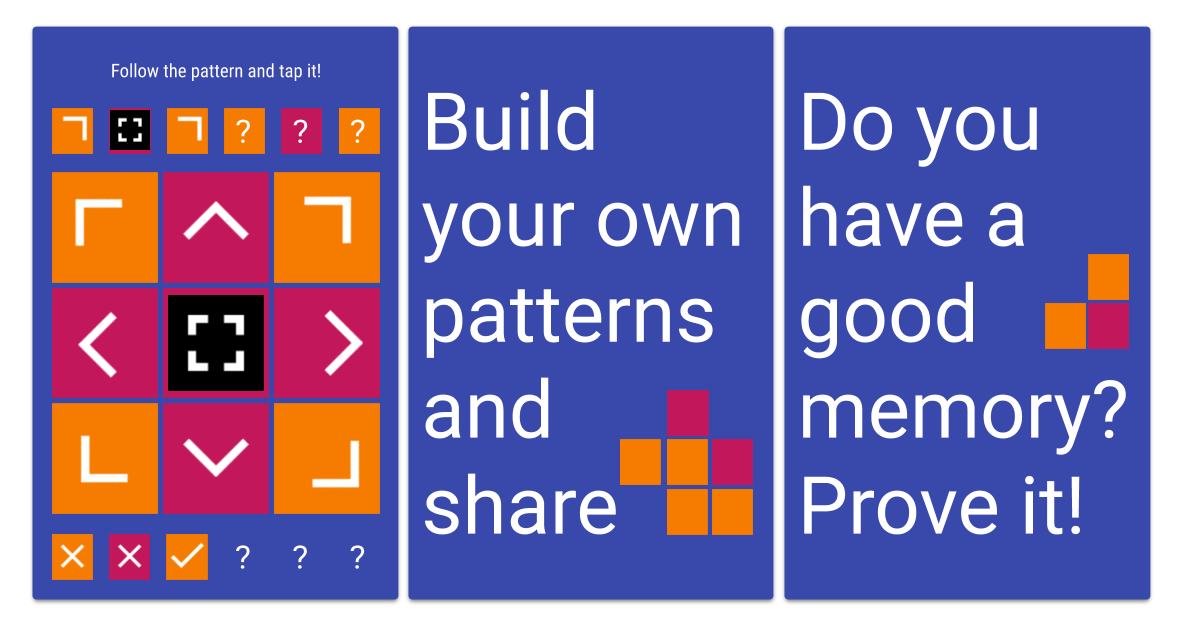 Follow the pattern and tap it!
? ? ?
? ? ?
Build
your own
patterns
and
share
Do you
have a
good
memory?
Prove it!